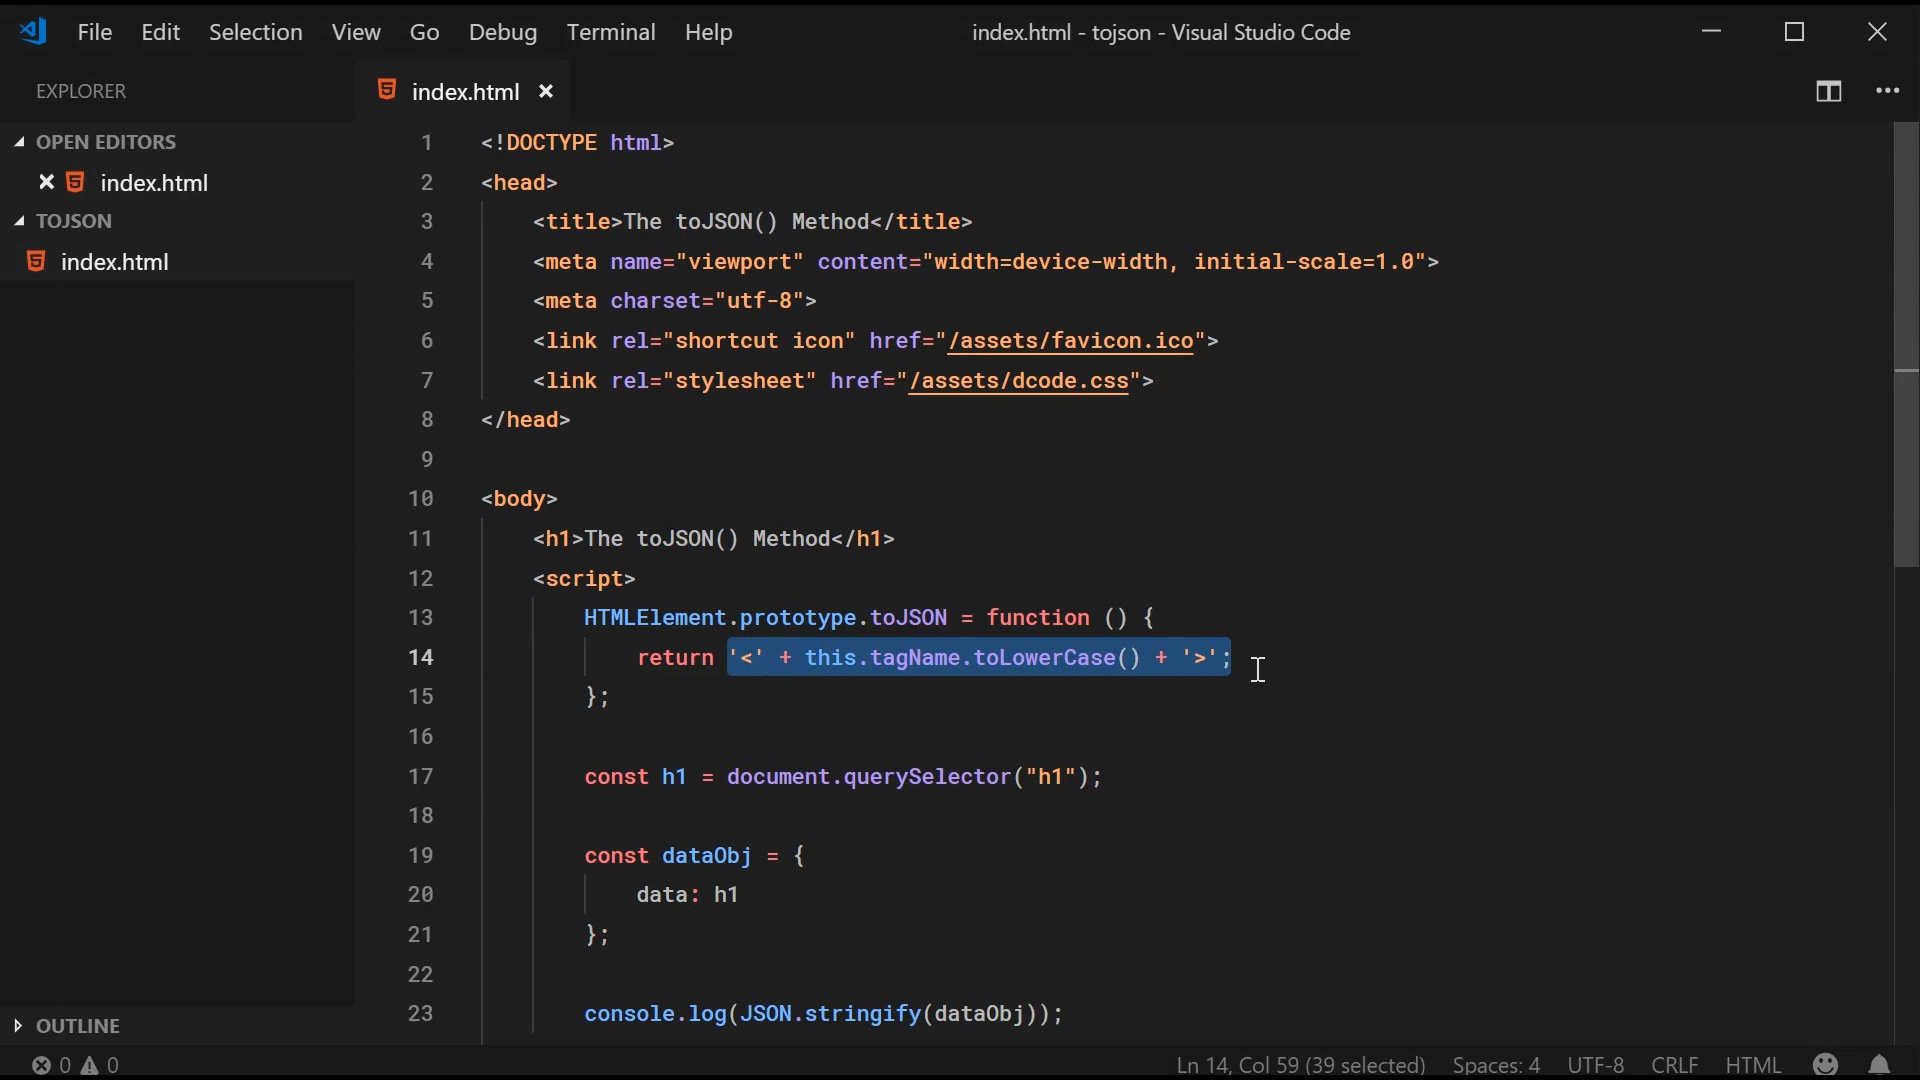 File Edit Selection View Go Debug Terminal Help index.html - tojson - Visual Studio Code
EXPLORER
index.html
OPEN EDITORS
index.html
TOJSON
index.html
1 <!DOCTYPE html>
2 <head>
3 <title>The toJSON() Method</title>
4 <meta name="viewport" content="width=device-width, initial-scale=1.0">
5 <meta charset="utf-8">
6 <link rel="shortcut icon" href="/assets/favicon.ico">
7 <link rel="stylesheet" href="/assets/dcode.css">
8 </head>
9
10 <body>
11 <h1>The toJSON() Method</h1>
12 <script>
13 HTMLElement.prototype.toJSON = function () {
14 return '<' + this.tagName.toLowerCase() + '>';
15 };
16
17 const h1 = document.querySelector("h1");
18
19 const dataObj = {
20 data: h1
21 };
22
23 console.log(JSON.stringify(dataObj));
OUTLINE
0 0 Ln 14, Col 59 (39 selected) Spaces: 4 UTF-8 CRLF HTML